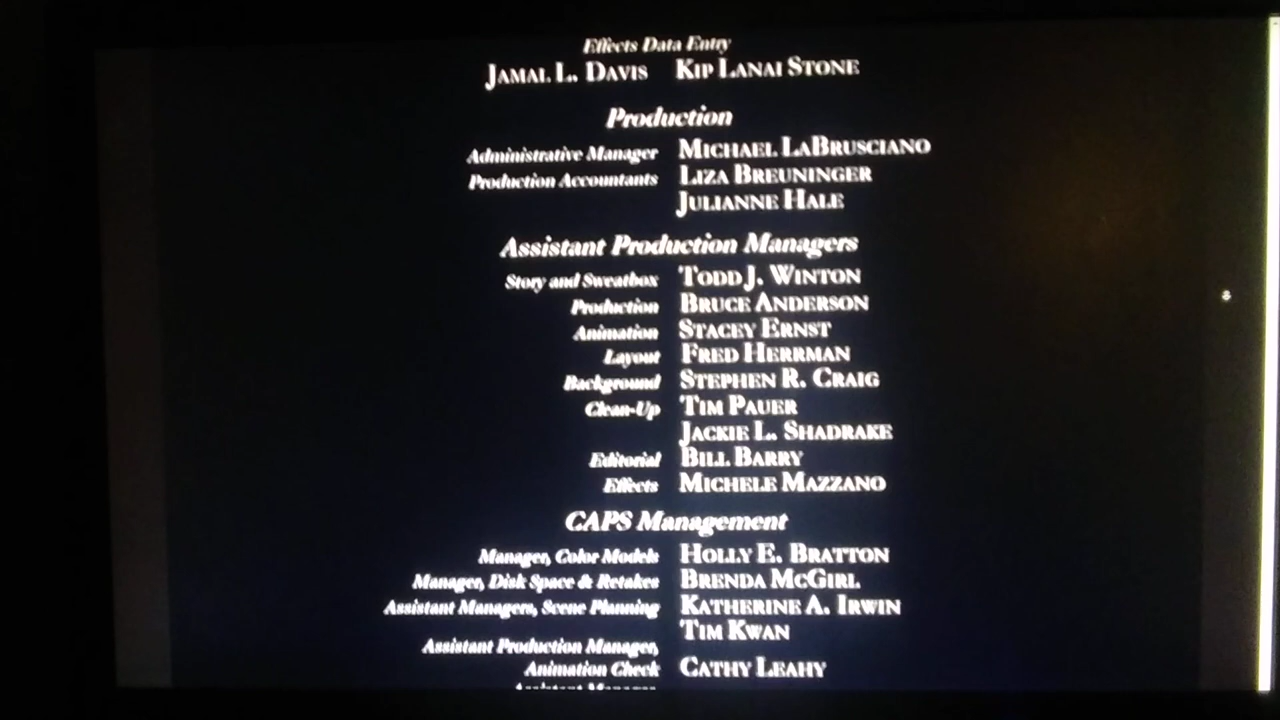 Effects Data Entry
JAMAL L. DAVIS KIP LANAI STONE
Production
Administrative Manager MICHAEL LABRUSCIANO
Production Accountants LIZA BREUNINGER
JULIANNE HALE
Assistant Production Managers
Story and Sweatbox TODD J. WINTON
Production BRUCE ANDERSON
Animation STACEY ERNST
Layout FRED HERRMAN
Background STEPHEN R. CRAIG
Clean-Up TIM PAUER
JACKIE L. SHADRAKE
Editorial BILL BARRY
Effects MICHELE MAZZANO
CAPS Management
Manager, Color Models HOLLY E. BRATTON
Manager, Disk Space & Retakes BRENDA MCGIRL
Assistant Managers, Scene Planning KATHERINE A. IRWIN
TIM KWAN
Assistant Production Manager,
Animation Check CATHY LEAHY